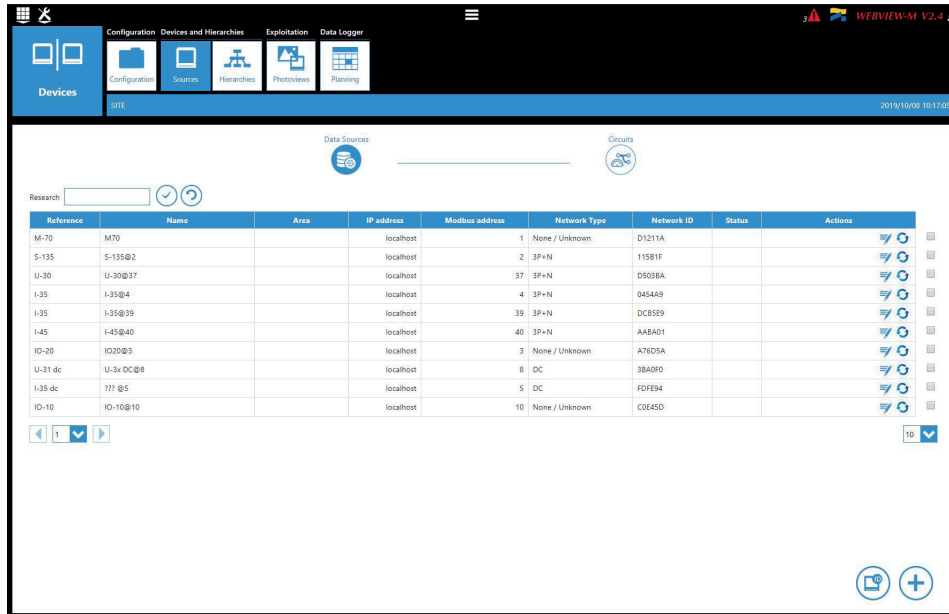 3 WEBVIEW-M V2.4
Configuration Devices and Hierarchies Exploitation Data Logger
Configuration Sources Hierarchies Photoviews Planning
Devices
SITE 2019/10/08 10:17:05
Data Sources Circuits
Research
Reference Name Area IP address Modbus address Network Type Network ID Status Actions
M-70 M70 localhost 1 None / Unknown D1211A
S-135 S-135@2 localhost 2 3P+N 115B1F
U-30 U-30@37 localhost 37 3P+N D503BA
I-35 I-35@4 localhost 4 3P+N 0454A9
I-35 I-35@39 localhost 39 3P+N DCB5E9
I-45 I-45@40 localhost 40 3P+N AABA01
IO-20 IO20@3 localhost 3 None / Unknown A76D5A
U-31 dc U-3x DC@8 localhost 8 DC 3BA0F0
I-35 dc ??? @5 localhost 5 DC FDFE94
IO-10 IO-10@10 localhost 10 None / Unknown C0E45D
1 10
ID